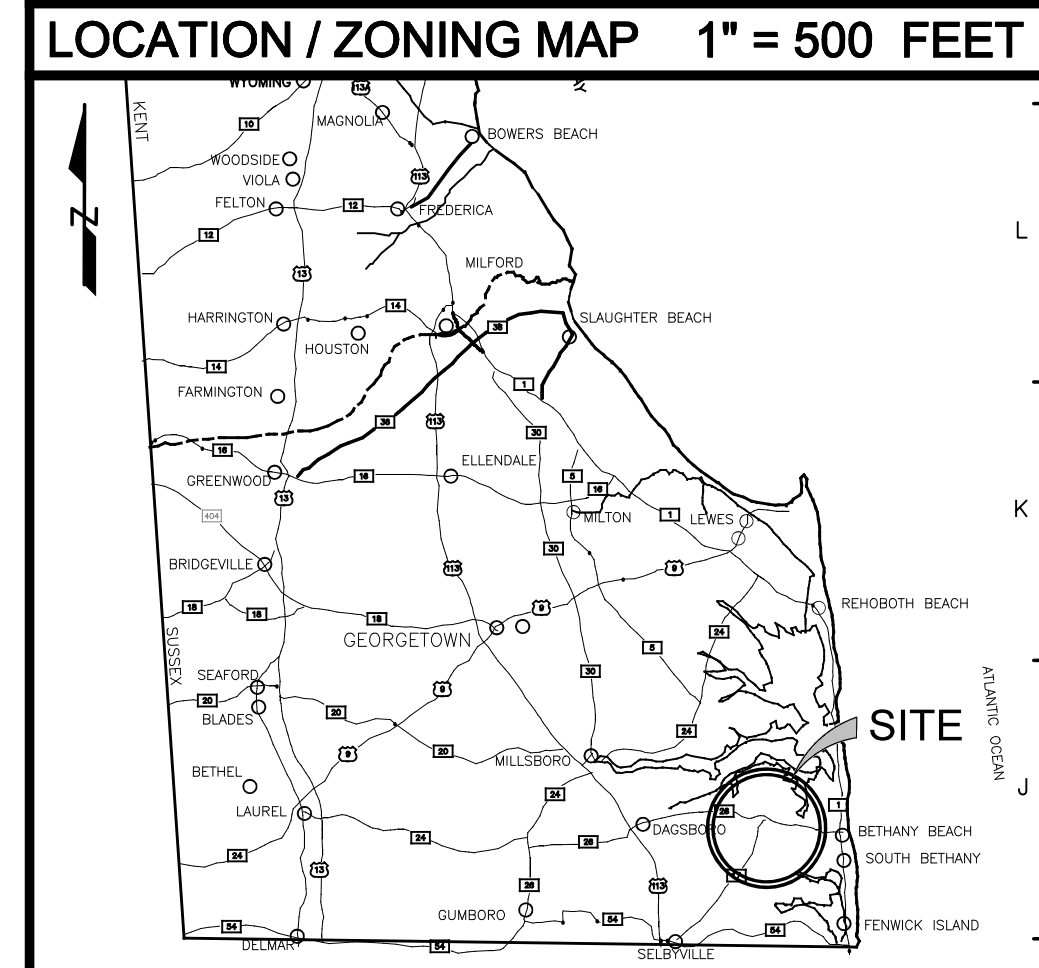 LOCATION / ZONING MAP 1" = 500 FEET
WYOMING
113A
KENT
MAGNOLIA
10
BOWERS BEACH
WOODSIDE
VIOLA
113
FELTON
12
FREDERICA
12
L
N
MILFORD
13
14
HARRINGTON
36
SLAUGHTER BEACH
HOUSTON
14
1
FARMINGTON
36
113
30
16
ELLENDALE
GREENWOOD
16
5
16
13
404
MILTON
1
LEWES
K
30
BRIDGEVILLE
113
9
18
18
18
9
REHOBOTH BEACH
GEORGETOWN
24
SUSSEX
5
SEAFORD
30
20
9
ATLANTIC OCEAN
BLADES
20
24
SITE
9
20
MILLSBORO
BETHEL
J
24
LAUREL
26
1
DAGSBORO
BETHANY BEACH
24
26
24
SOUTH BETHANY
13
26
113
GUMBORO
54
54
54
FENWICK ISLAND
DELMAR
54
SELBYVILLE